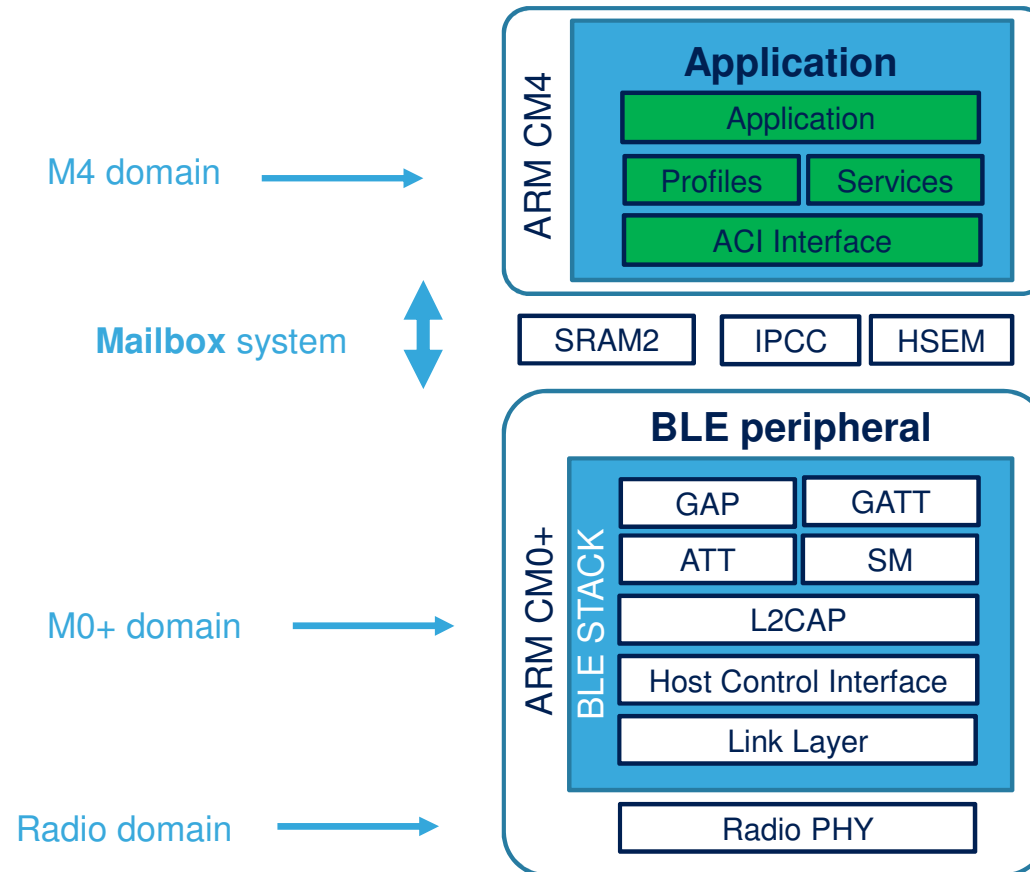 Application
ARM CM4
Application
M4 domain
Profiles
Services
ACI Interface
Mailbox system
SRAM2
IPCC
HSEM
BLE peripheral
ARM CM0+
BLE STACK
GAP
GATT
ATT
SM
M0+ domain
L2CAP
Host Control Interface
Link Layer
Radio domain
Radio PHY